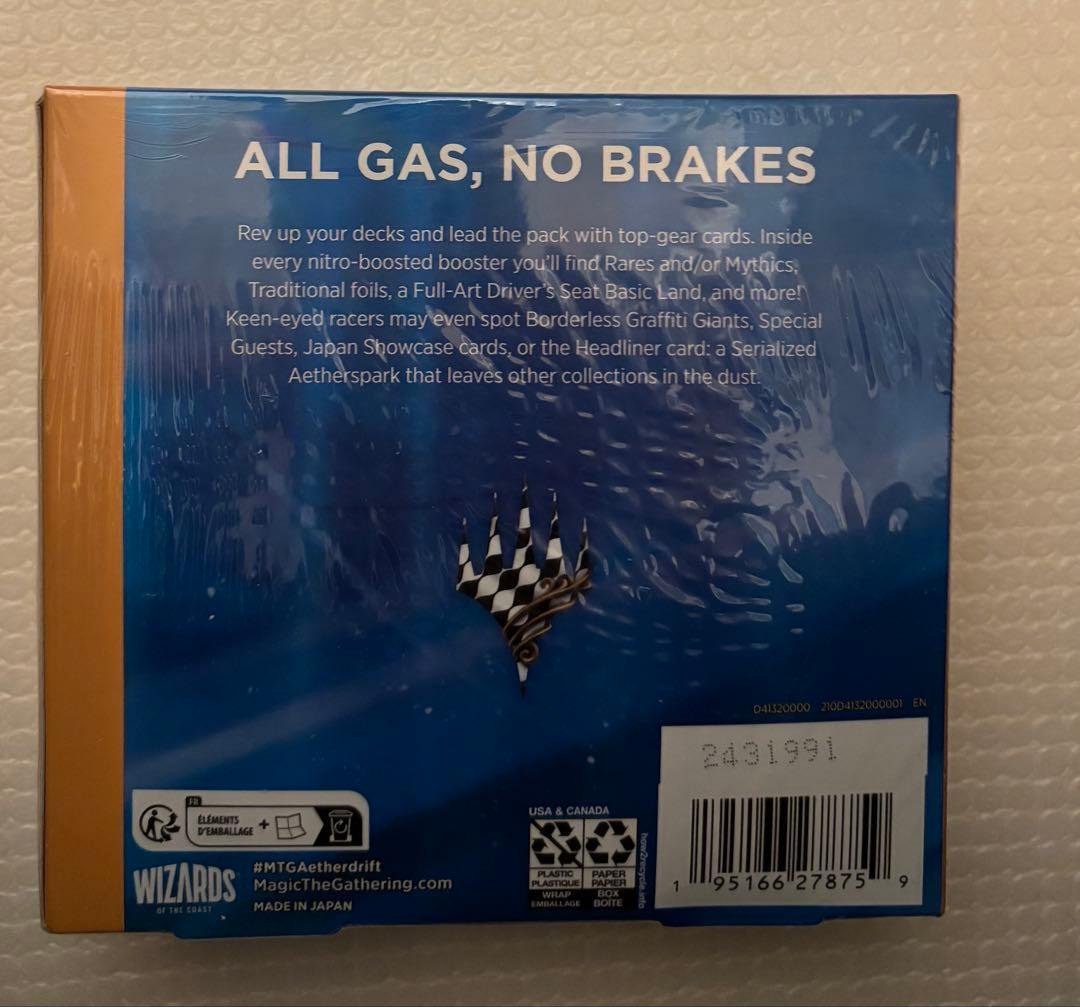 ALL GAS, NO BRAKES
Rev up your decks and lead the pack with top-gear cards. Inside
every nitro-boosted booster you'll find Rares and/or Mythics,
Traditional foils, a Full-Art Driver's Seat Basic Land, and more!
Keen-eyed racers may even spot Borderless Graffiti Giants, Special
Guests, Japan Showcase cards, or the Headliner card: a Serialized
Aetherspark that leaves other collections in the dust.
D41320000 210D4132000001 EN
2431991
1 95166 27875 9
FR
ÉLÉMENTS
D'EMBALLAGE +
WIZARDS
OF THE COAST
#MTGAetherdrift
MagicTheGathering.com
MADE IN JAPAN
USA & CANADA
PLASTIC PAPER
PLASTIQUE PAPIER
WRAP BOX
EMBALLAGE BOÎTE
how2recycle.info